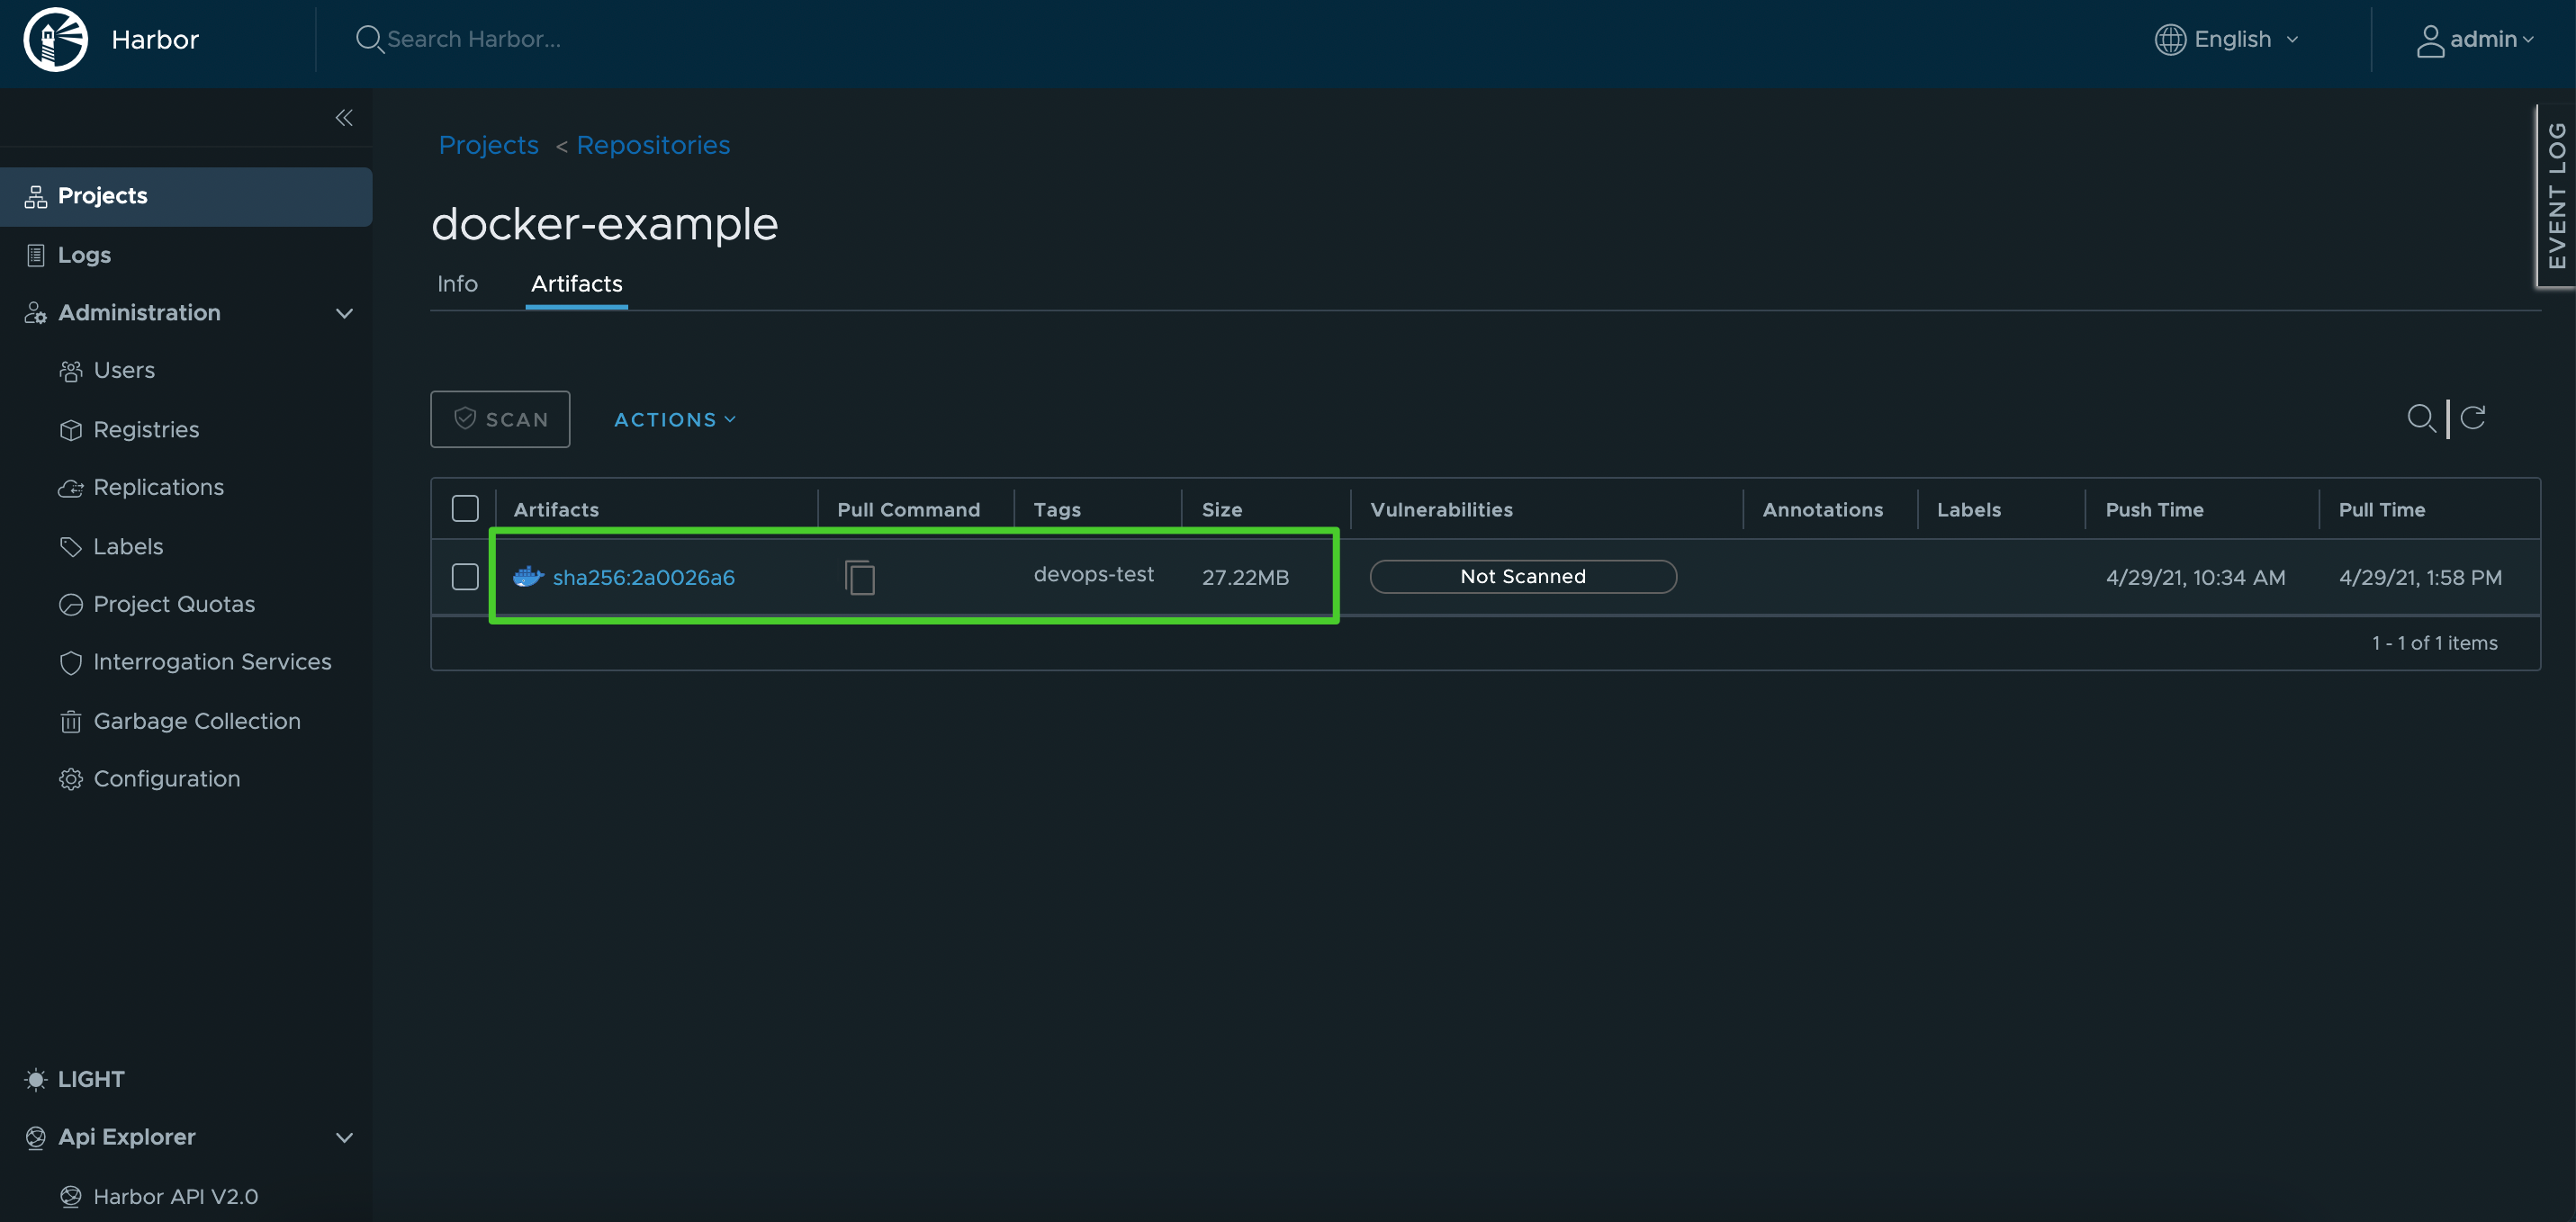 Harbor
Search Harbor...
English
admin
EVENT LOG
Projects
Logs
Administration
Users
Registries
Replications
Labels
Project Quotas
Interrogation Services
Garbage Collection
Configuration
LIGHT
Api Explorer
Harbor API V2.0
Projects < Repositories
docker-example
Info Artifacts
SCAN ACTIONS
Artifacts Pull Command Tags Size Vulnerabilities Annotations Labels Push Time Pull Time
sha256:2a0026a6 devops-test 27.22MB Not Scanned 4/29/21, 10:34 AM 4/29/21, 1:58 PM
1 - 1 of 1 items